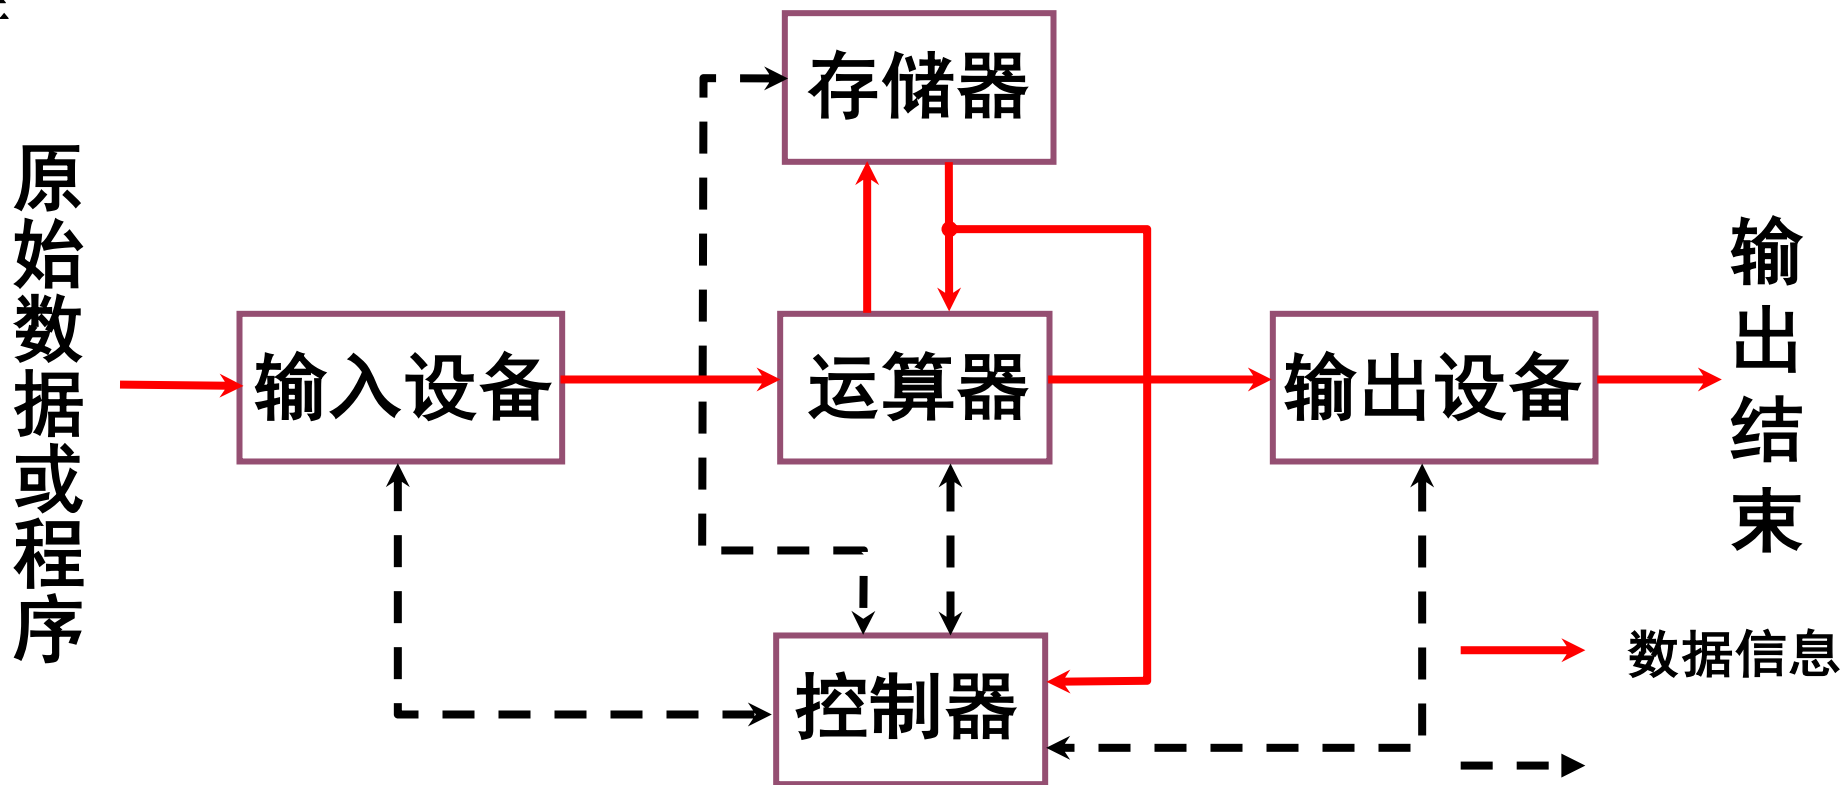 存储器
原始数据或程序
输入设备
运算器
输出设备
输出结束
控制器
数据信息